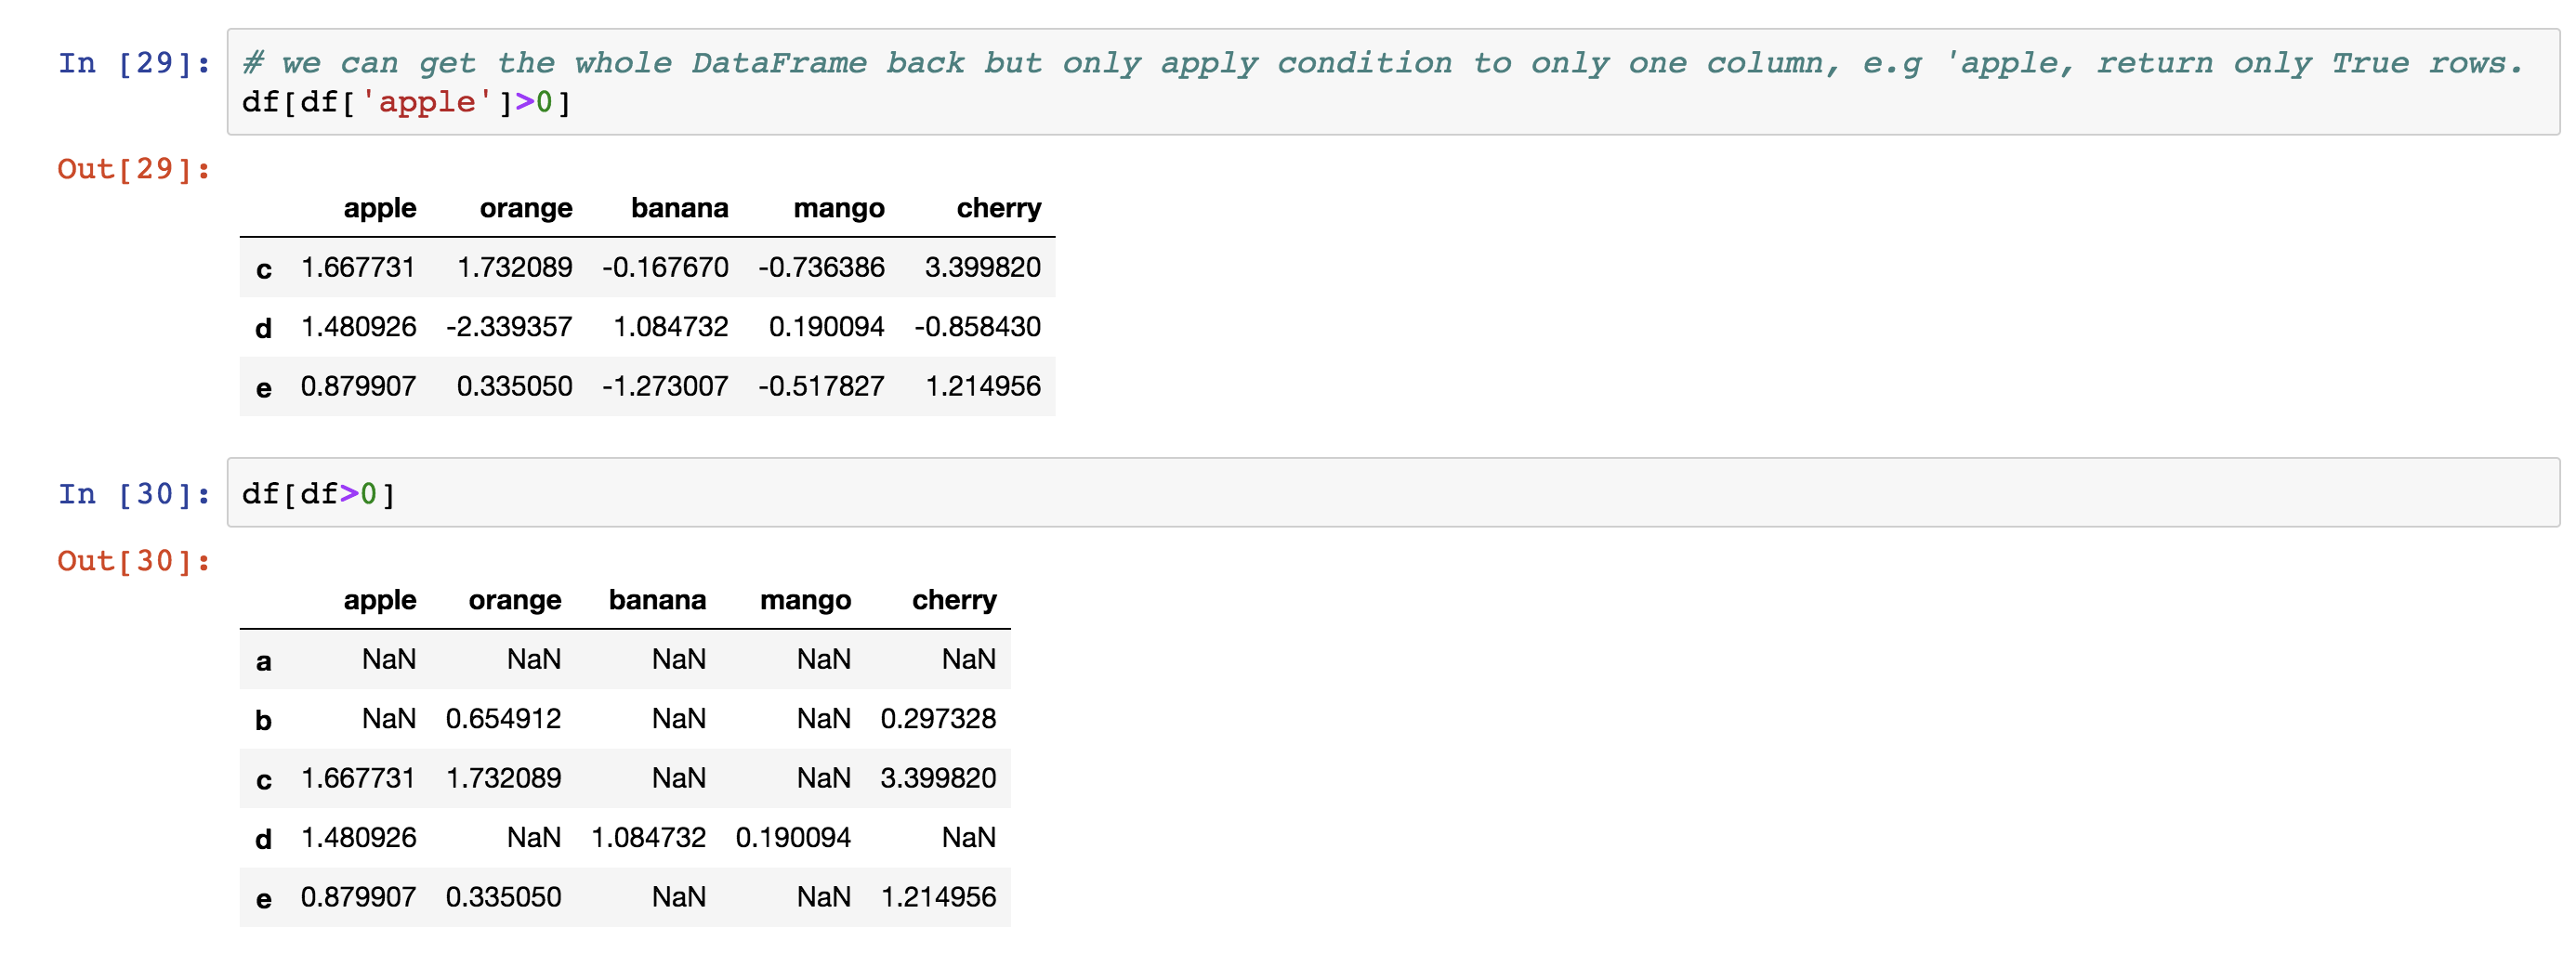 In [29]: # we can get the whole DataFrame back but only apply condition to only one column, e.g 'apple, return only True rows.
df[df['apple']>0]
Out[29]:
apple orange banana mango cherry
c 1.667731 1.732089 -0.167670 -0.736386 3.399820
d 1.480926 -2.339357 1.084732 0.190094 -0.858430
e 0.879907 0.335050 -1.273007 -0.517827 1.214956
In [30]: df[df>0]
Out[30]:
apple orange banana mango cherry
a NaN NaN NaN NaN NaN
b NaN 0.654912 NaN NaN 0.297328
c 1.667731 1.732089 NaN NaN 3.399820
d 1.480926 NaN 1.084732 0.190094 NaN
e 0.879907 0.335050 NaN NaN 1.214956